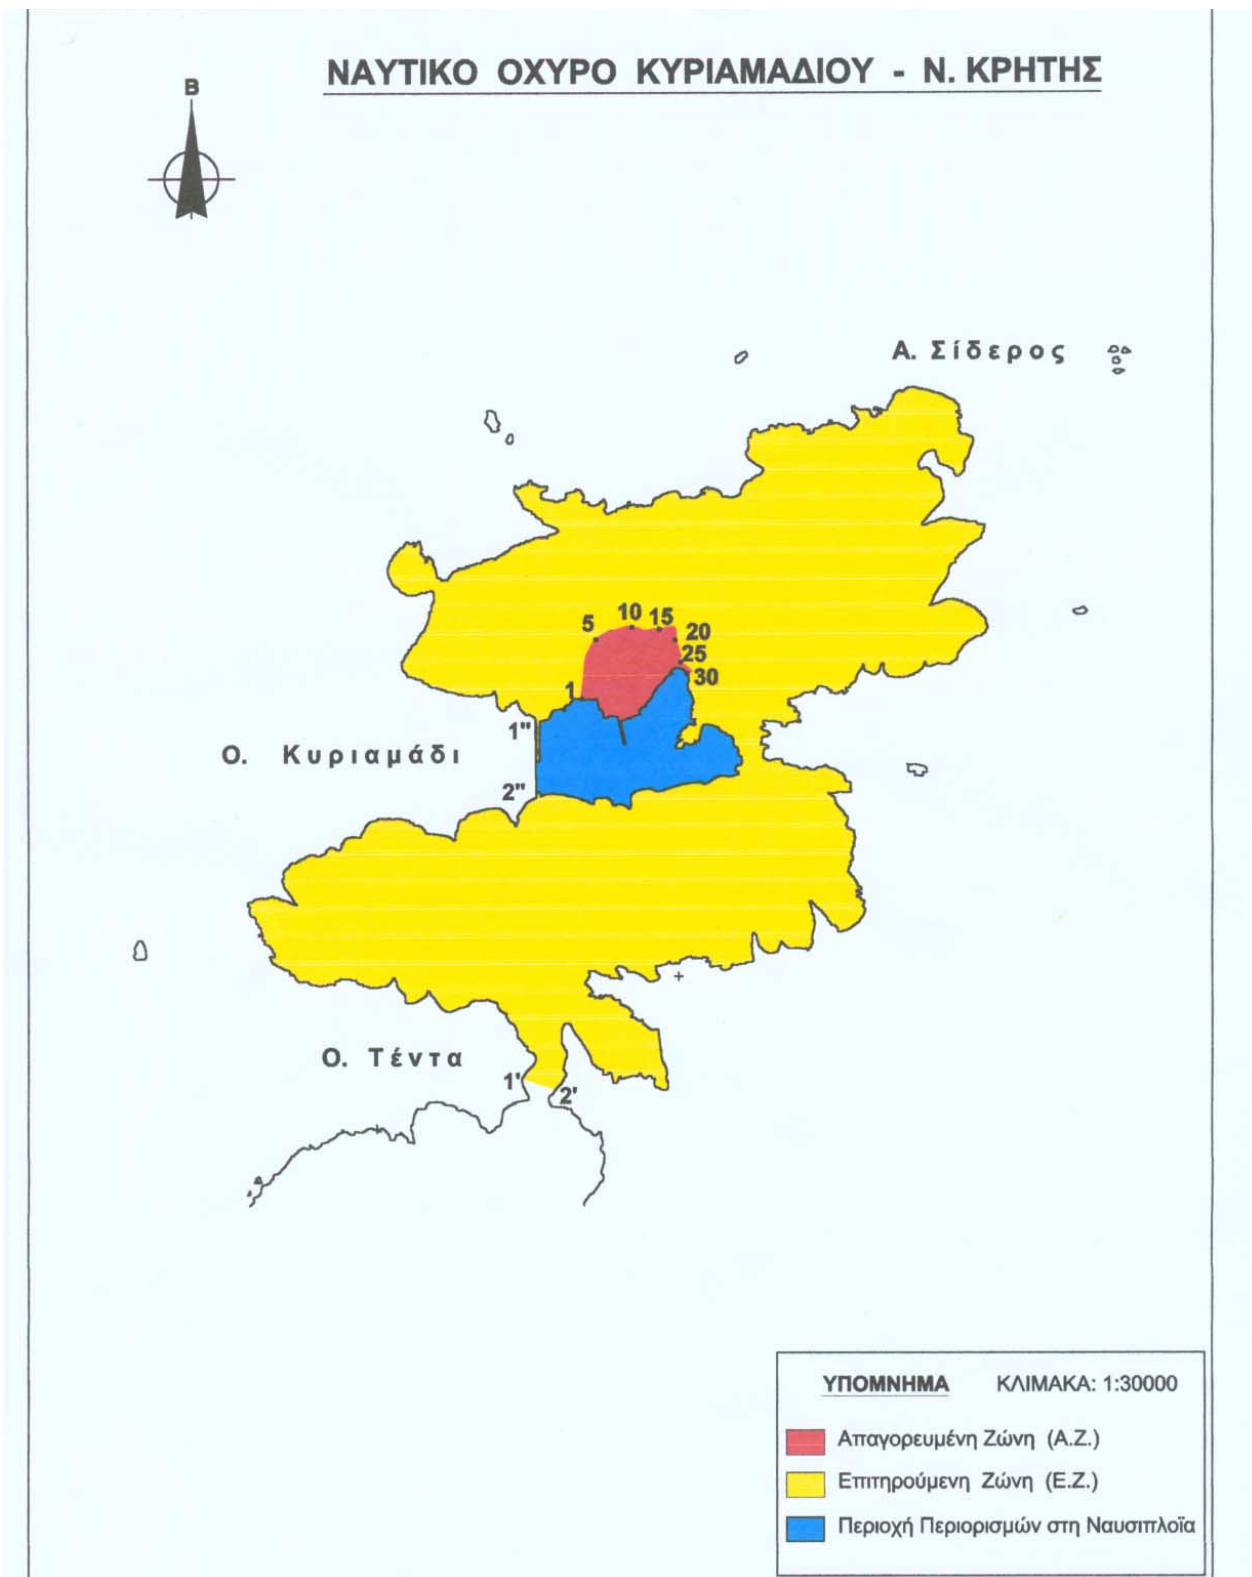 ΝΑΥΤΙΚΟ ΟΧΥΡΟ ΚΥΡΙΑΜΑΔΙΟΥ - Ν. ΚΡΗΤΗΣ
Β
Α. Σίδερος
5
10
15
20
25
30
1
1"
Ο. Κυριαμάδι
2"
Ο. Τέντα
1'
2'
ΥΠΟΜΝΗΜΑ ΚΛΙΜΑΚΑ: 1:30000
Απαγορευμένη Ζώνη (Α.Ζ.)
Επιτηρούμενη Ζώνη (Ε.Ζ.)
Περιοχή Περιορισμών στη Ναυσιπλοΐα